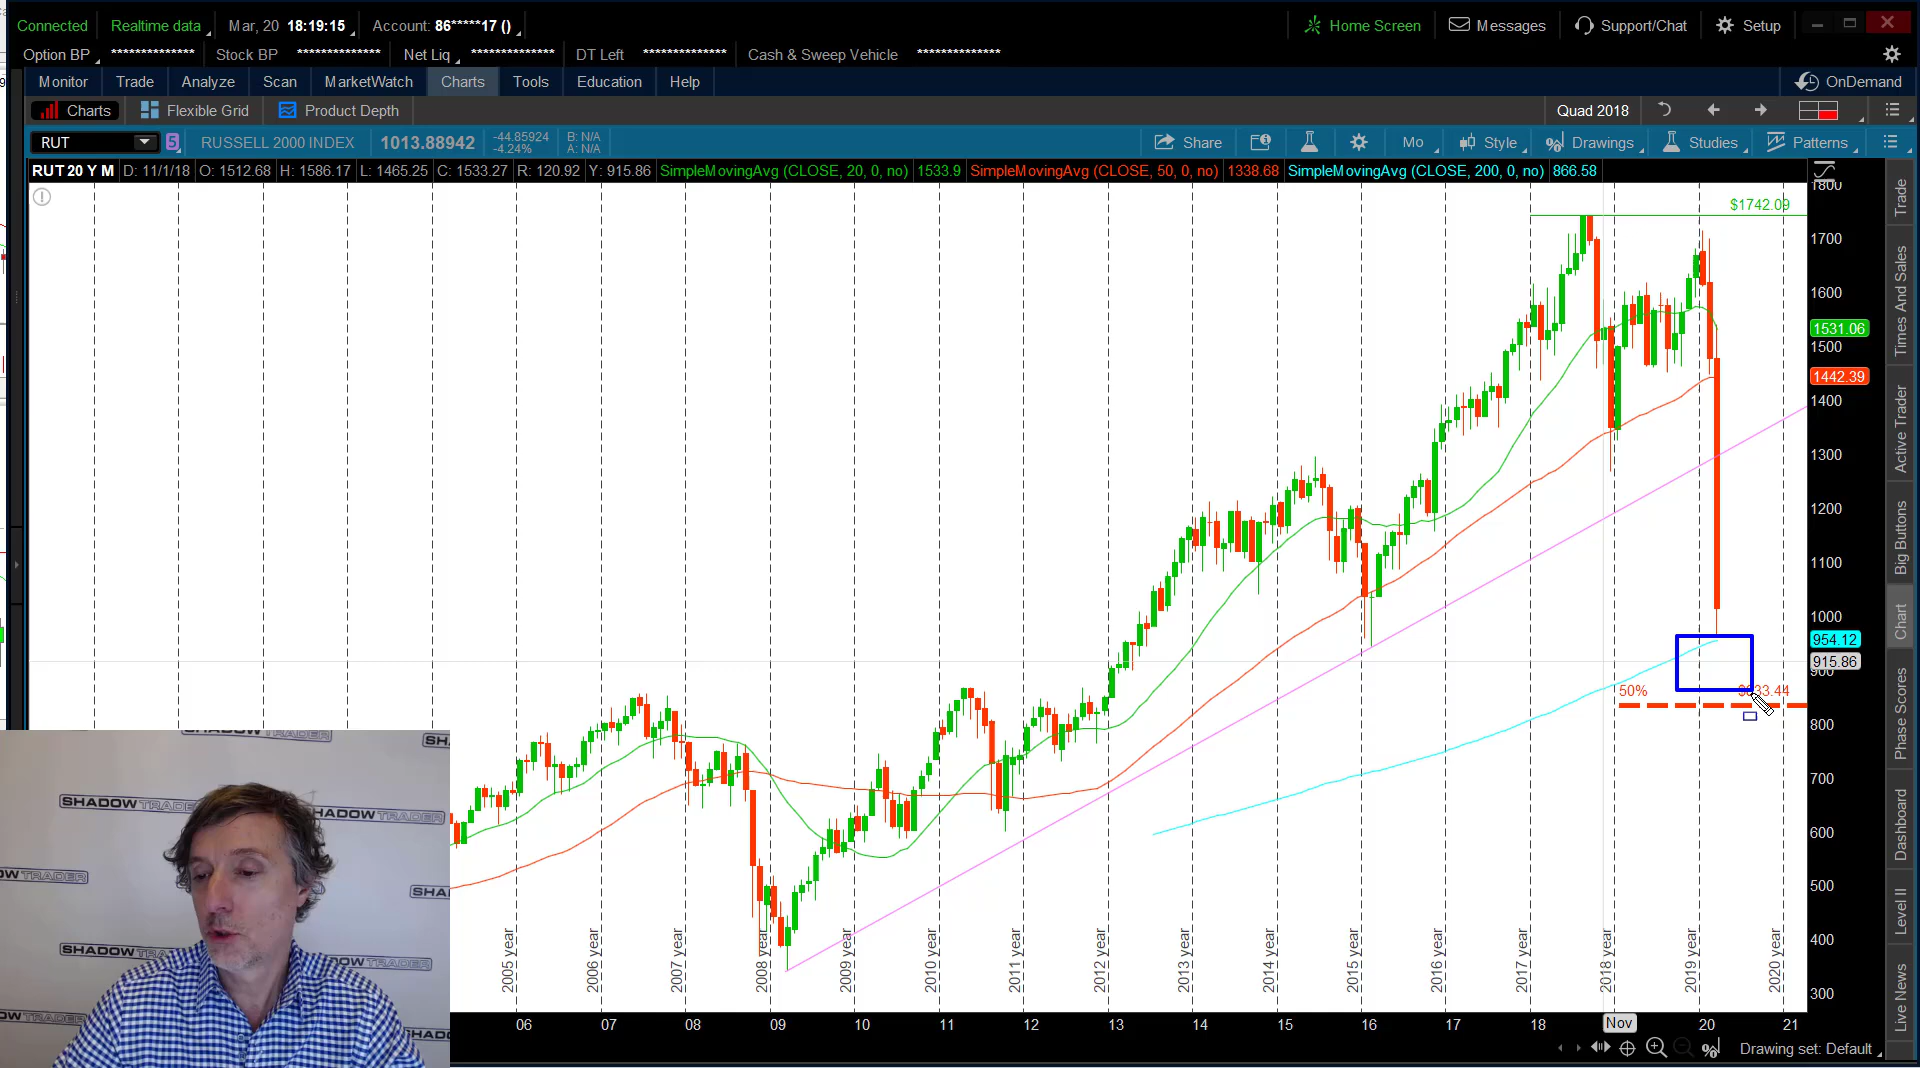 Connected Realtime data Mar, 20 18:19:15 Account: 86*****17 () Home Screen Messages Support/Chat Setup
Option BP ************** Stock BP ************** Net Liq ************** DT Left ************** Cash & Sweep Vehicle **************
Monitor Trade Analyze Scan MarketWatch Charts Tools Education Help OnDemand
Charts Flexible Grid Product Depth Quad 2018
RUT 5 RUSSELL 2000 INDEX 1013.88942 -44.85924 -4.24% B: N/A A: N/A Share Mo Style Drawings Studies Patterns
RUT 20 Y M D: 11/1/18 O: 1512.68 H: 1586.17 L: 1465.25 C: 1533.27 R: 120.92 Y: 915.86 SimpleMovingAvg (CLOSE, 20, 0, no) 1533.9 SimpleMovingAvg (CLOSE, 50, 0, no) 1338.68 SimpleMovingAvg (CLOSE, 200, 0, no) 866.58
1800
$1742.09
1700
1600
1531.06
1500
1442.39
1400
1300
1200
1100
1000
954.12
915.86
50%
800
700
600
500
400
300
Trade
Times And Sales
Active Trader
Big Buttons
Chart
Phase Scores
Dashboard
Level II
Live News
SHADOW TRADER
SHADOWTRADER
SHADOWTRADER
2005 year 2006 year 2007 year 2008 year 2009 year 2010 year 2011 year 2012 year 2013 year 2014 year 2015 year 2016 year 2017 year 2018 year 2019 year 2020 year
06 07 08 09 10 11 12 13 14 15 16 17 18 Nov 20 21
Drawing set: Default